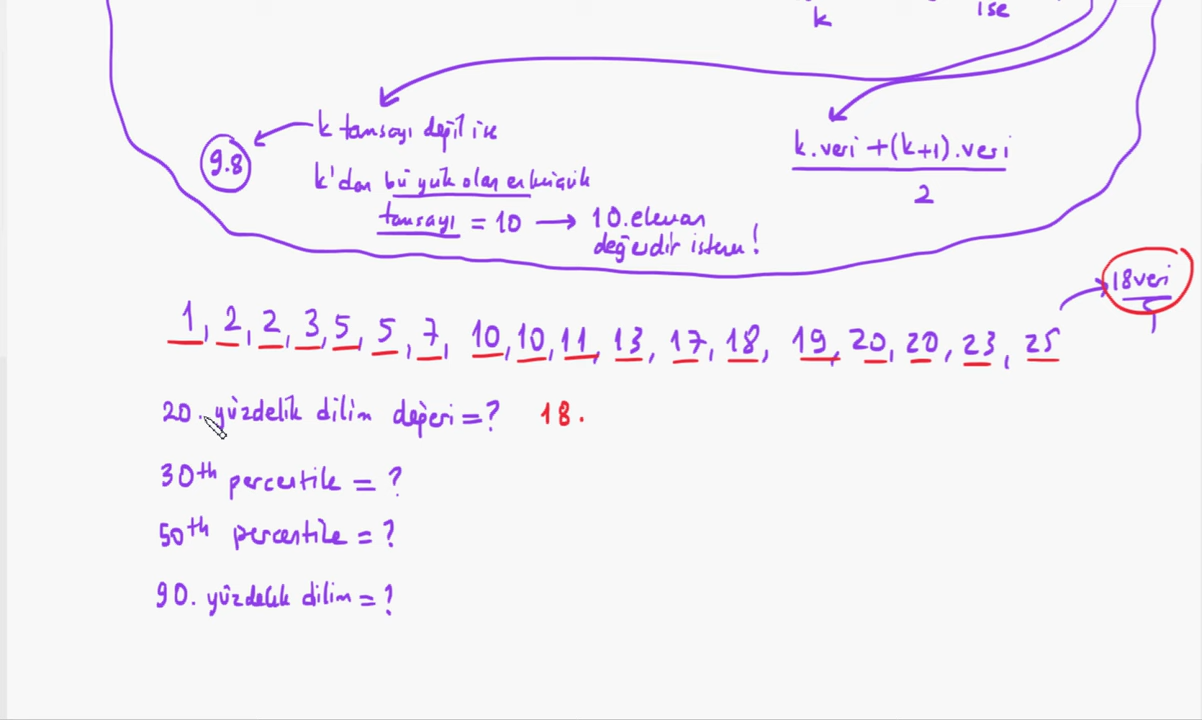 k
ise
k tamsayı değil ise
9.8
k'dan büyük olan en küçük
tamsayı = 10 → 10. eleman
değerdir istenen!
k.veri + (k+1).veri
2
18 veri
1, 2, 2, 3, 5, 5, 7, 10, 10, 11, 13, 17, 18, 19, 20, 20, 23, 25
20. yüzdelik dilim değeri = ? 18.
30th percentile = ?
50th percentile = ?
90. yüzdelik dilim = ?